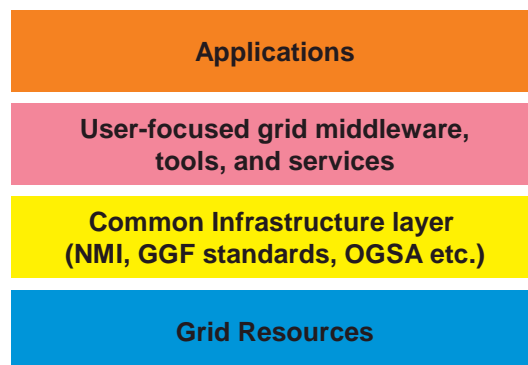 Applications
User-focused grid middleware,
tools, and services
Common Infrastructure layer
(NMI, GGF standards, OGSA etc.)
Grid Resources